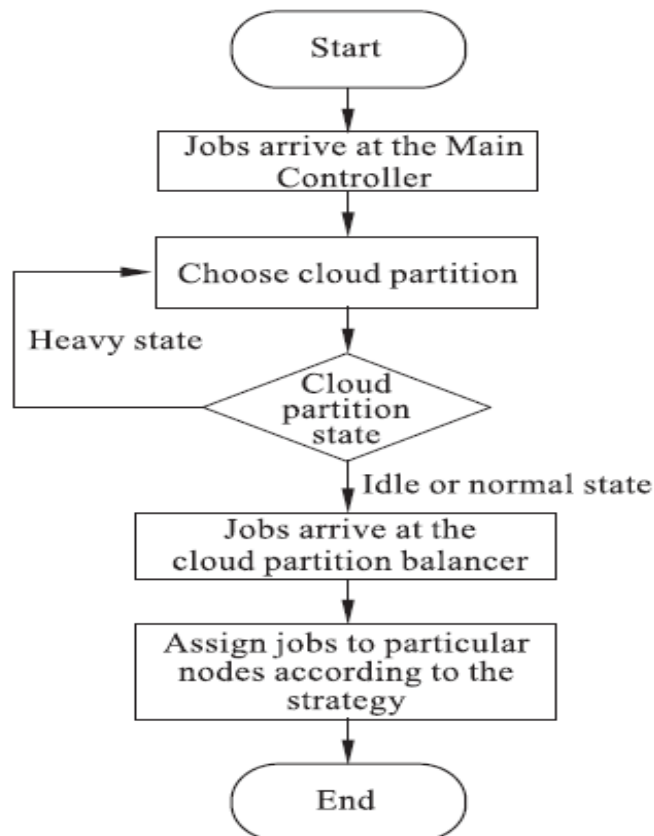 Start
Jobs arrive at the Main
Controller
Choose cloud partition
Heavy state
Cloud
partition
state
Idle or normal state
Jobs arrive at the
cloud partition balancer
Assign jobs to particular
nodes according to the
strategy
End